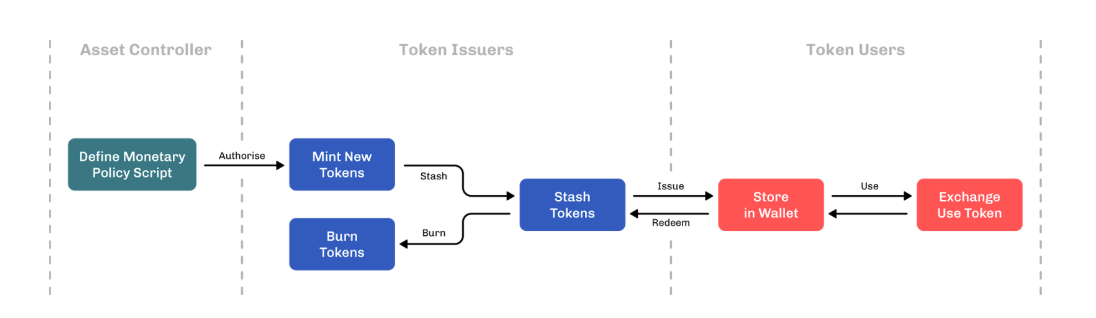 Asset Controller
Token Issuers
Token Users
Define Monetary
Policy Script
Authorise
Mint New
Tokens
Stash
Burn
Tokens
Burn
Stash
Tokens
Issue
Redeem
Store
in Wallet
Use
Exchange
Use Token